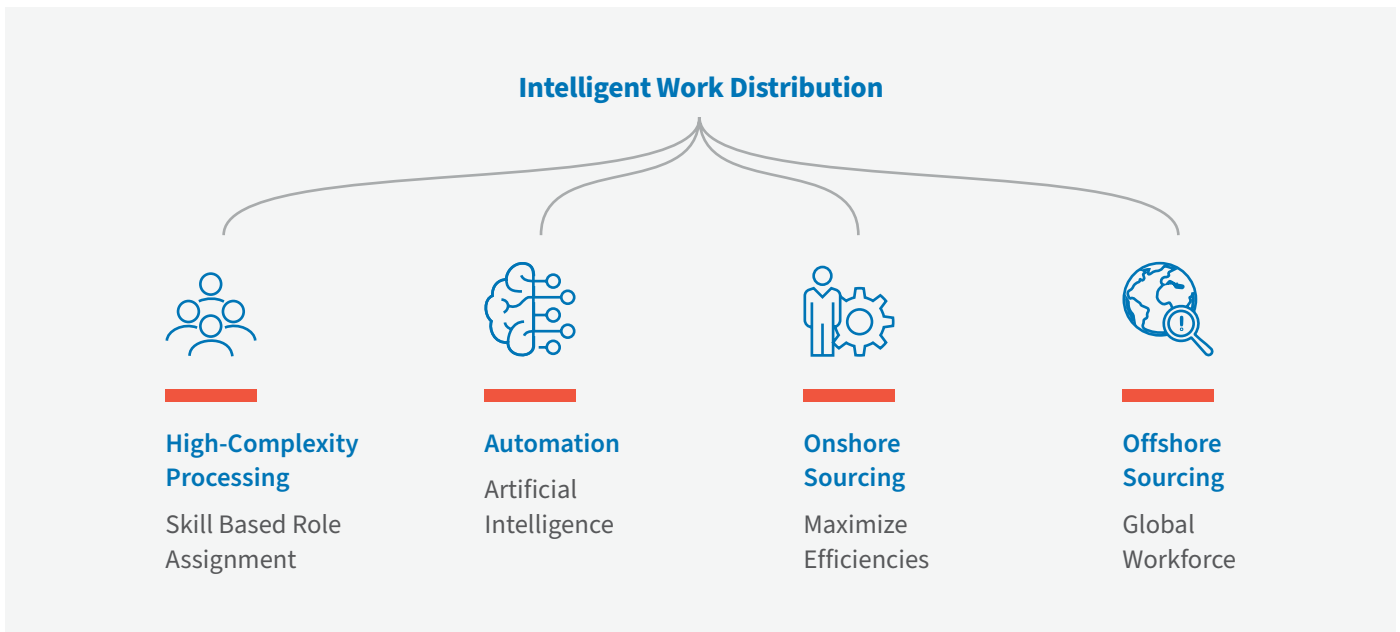 Intelligent Work Distribution
High-Complexity
Processing
Skill Based Role
Assignment
Automation
Artificial
Intelligence
Onshore
Sourcing
Maximize
Efficiencies
Offshore
Sourcing
Global
Workforce